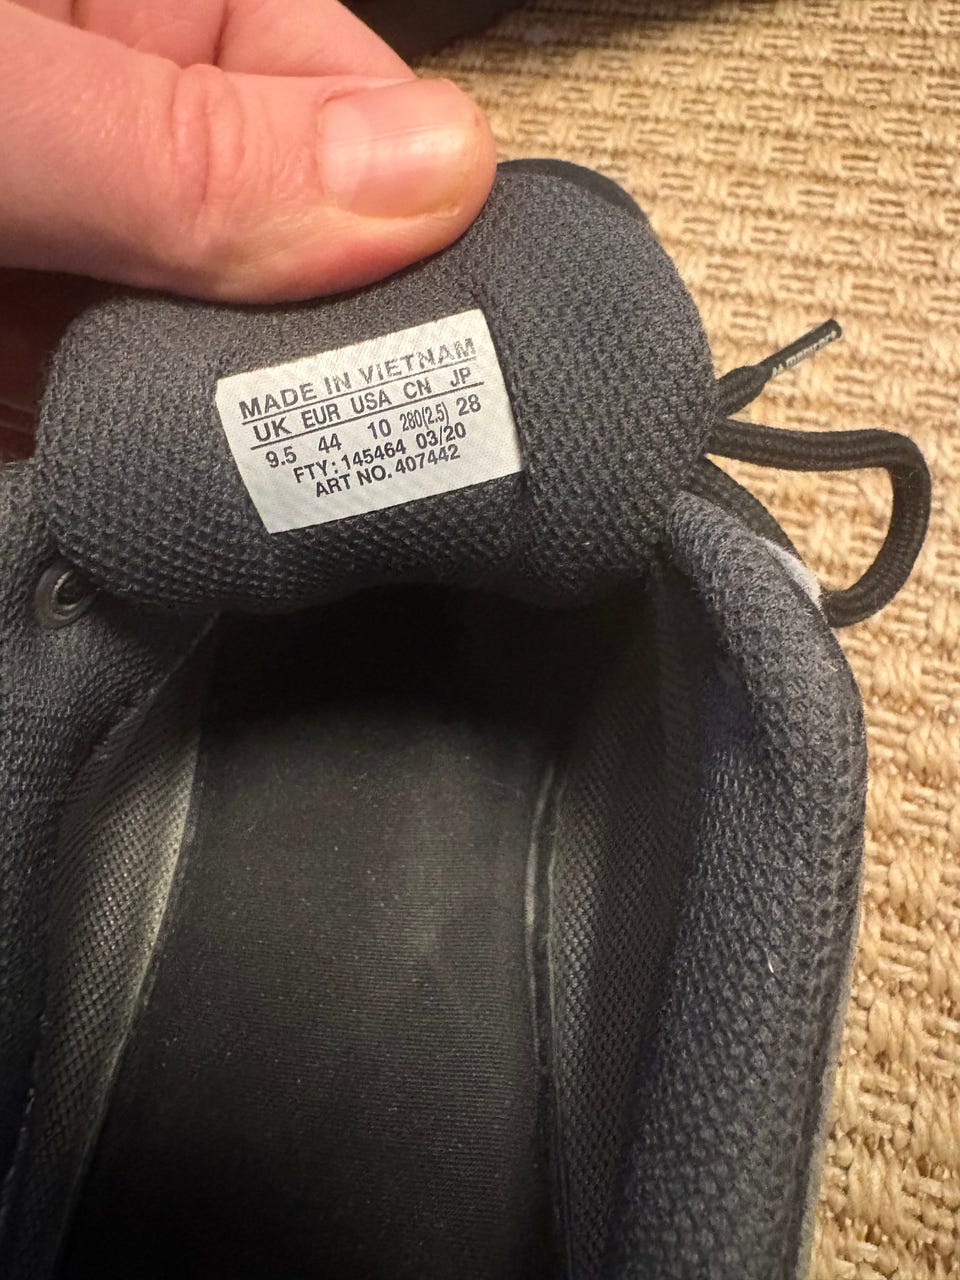 MADE IN VIETNAM
UK EUR USA CN JP
9.5 44 10 280(2.5) 28
FTY: 145464 03/20
ART NO. 407442